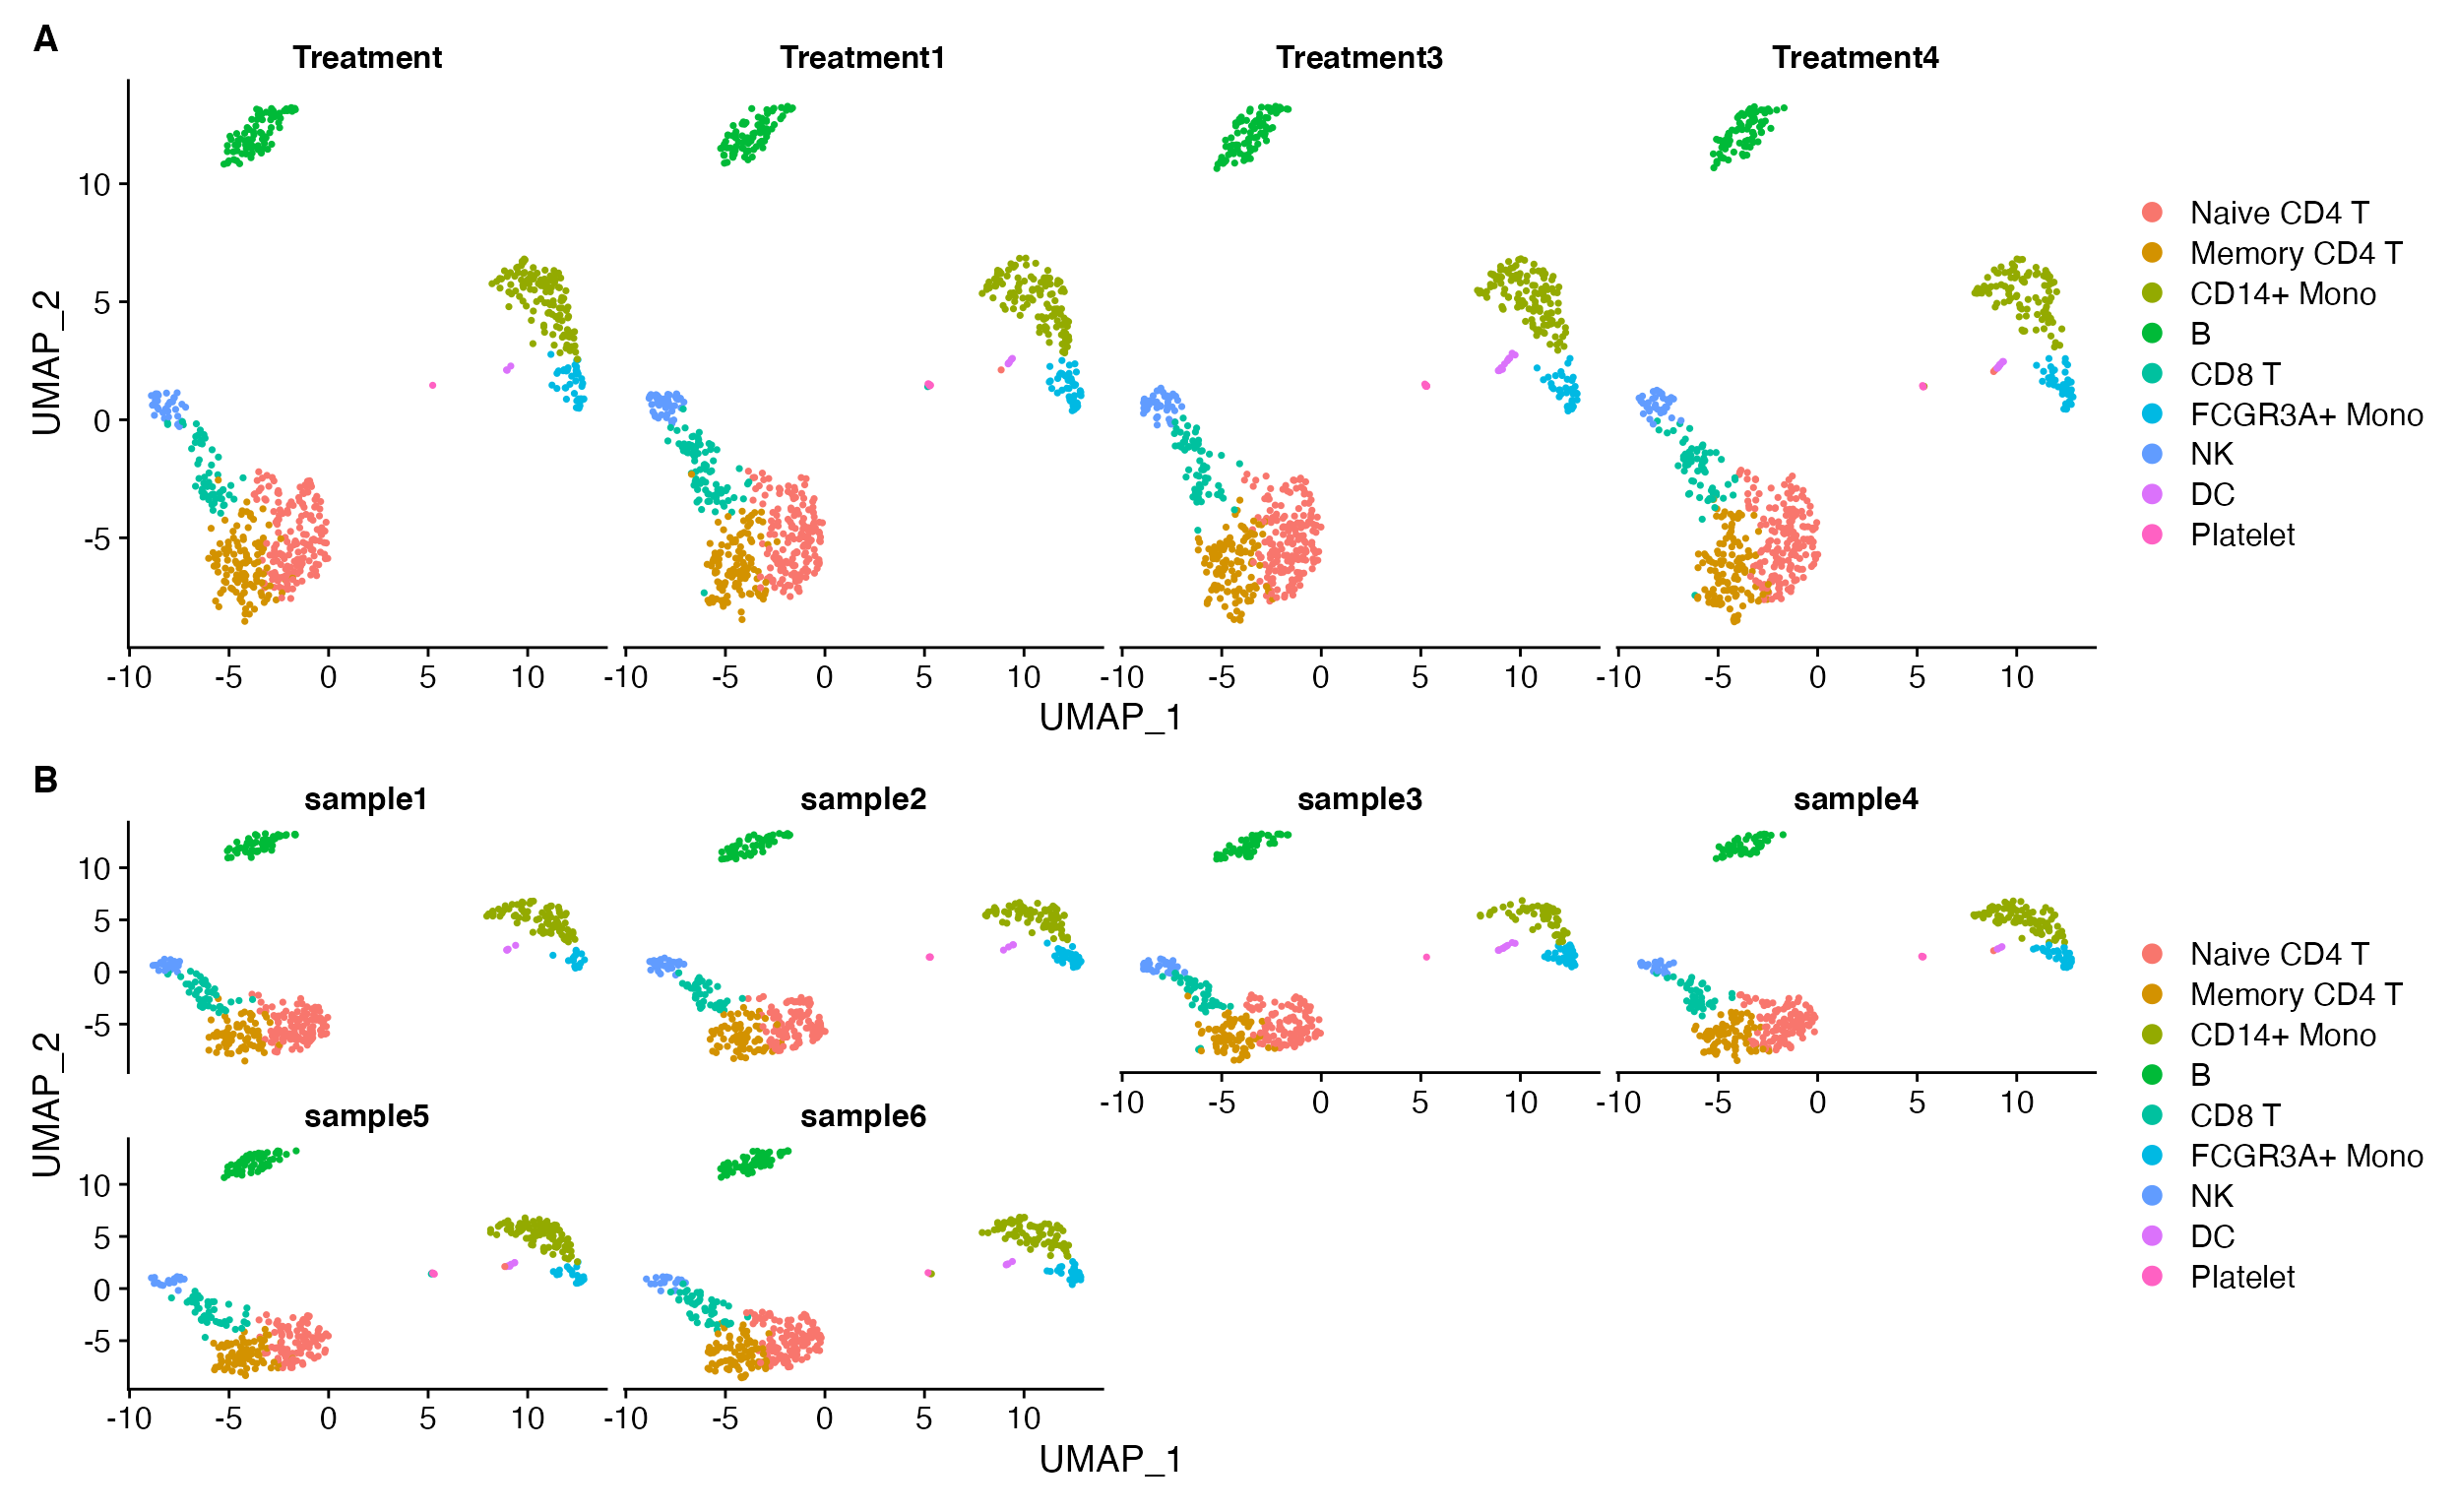 A
Treatment Treatment1 Treatment3 Treatment4
10
5
0
-5
UMAP_2
-10 -5 0 5 10 -10 -5 0 5 10 -10 -5 0 5 10 -10 -5 0 5 10
UMAP_1
Naive CD4 T
Memory CD4 T
CD14+ Mono
B
CD8 T
FCGR3A+ Mono
NK
DC
Platelet
B
sample1 sample2 sample3 sample4
10
5
0
-5
-10 -5 0 5 10 -10 -5 0 5 10
sample5 sample6
UMAP_2
10
5
0
-5
-10 -5 0 5 10 -10 -5 0 5 10
UMAP_1
Naive CD4 T
Memory CD4 T
CD14+ Mono
B
CD8 T
FCGR3A+ Mono
NK
DC
Platelet